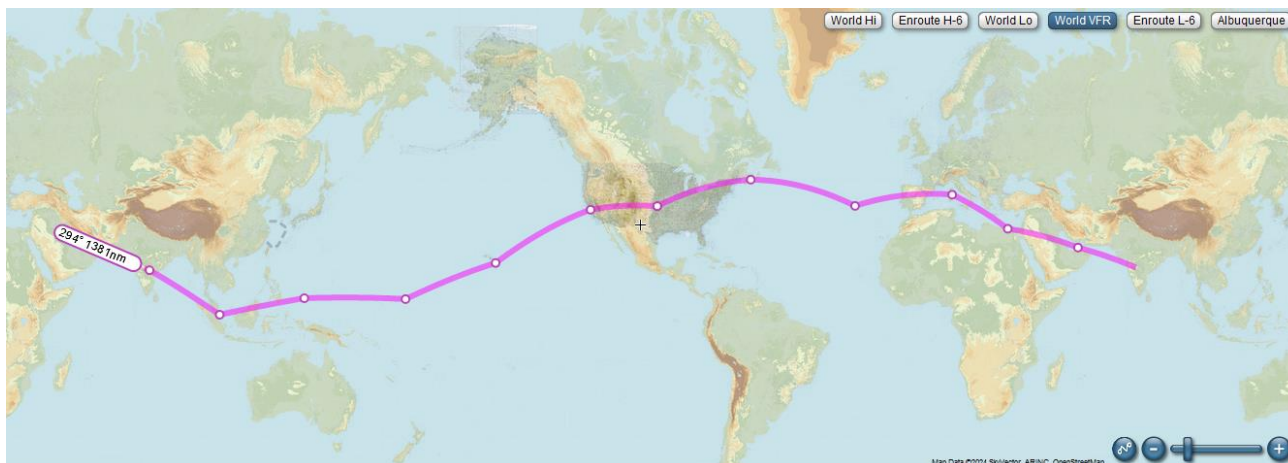 World Hi
Enroute H-6
World Lo
World VFR
Enroute L-6
Albuquerque
294° 1381nm
Map Data ©2024 SkyVector, ARINC, OpenStreetMap